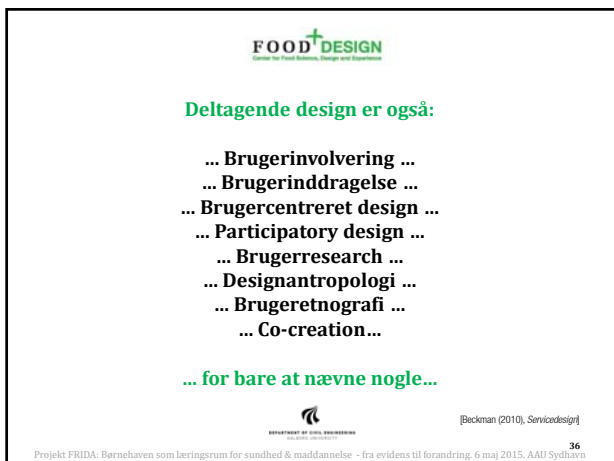 FOOD+DESIGN
Center for Food Science, Design and Experience
Deltagende design er også:
... Brugerinvolvering ...
... Brugerinddragelse ...
... Brugercentreret design ...
... Participatory design ...
... Brugerresearch ...
... Designantropologi ...
... Brugeretnografi ...
... Co-creation...
... for bare at nævne nogle...
[Beckman (2010), Servicedesign]
DEPARTMENT OF CIVIL ENGINEERING
AALBORG UNIVERSITY
36
Projekt FRIDA: Børnehaven som læringsrum for sundhed & maddannelse - fra evidens til forandring. 6 maj 2015. AAU Sydhavn